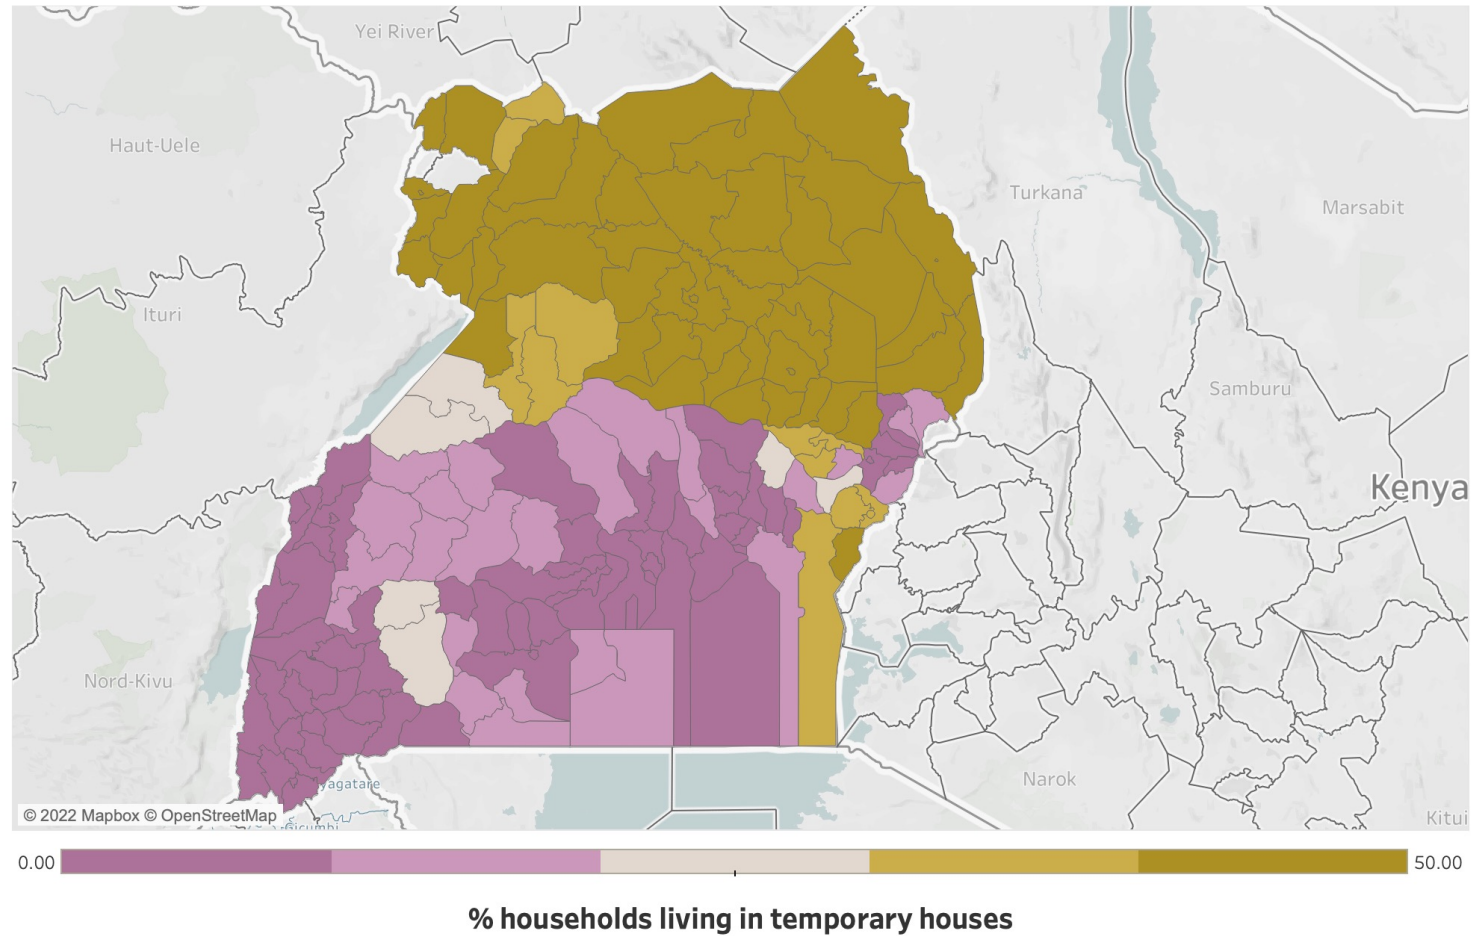 Yei River
Haut-Uele
Turkana
Marsabit
Ituri
Samburu
Kenya
Nord-Kivu
Narok
yagatare
© 2022 Mapbox © OpenStreetMap
Kitui
0.00
50.00
% households living in temporary houses